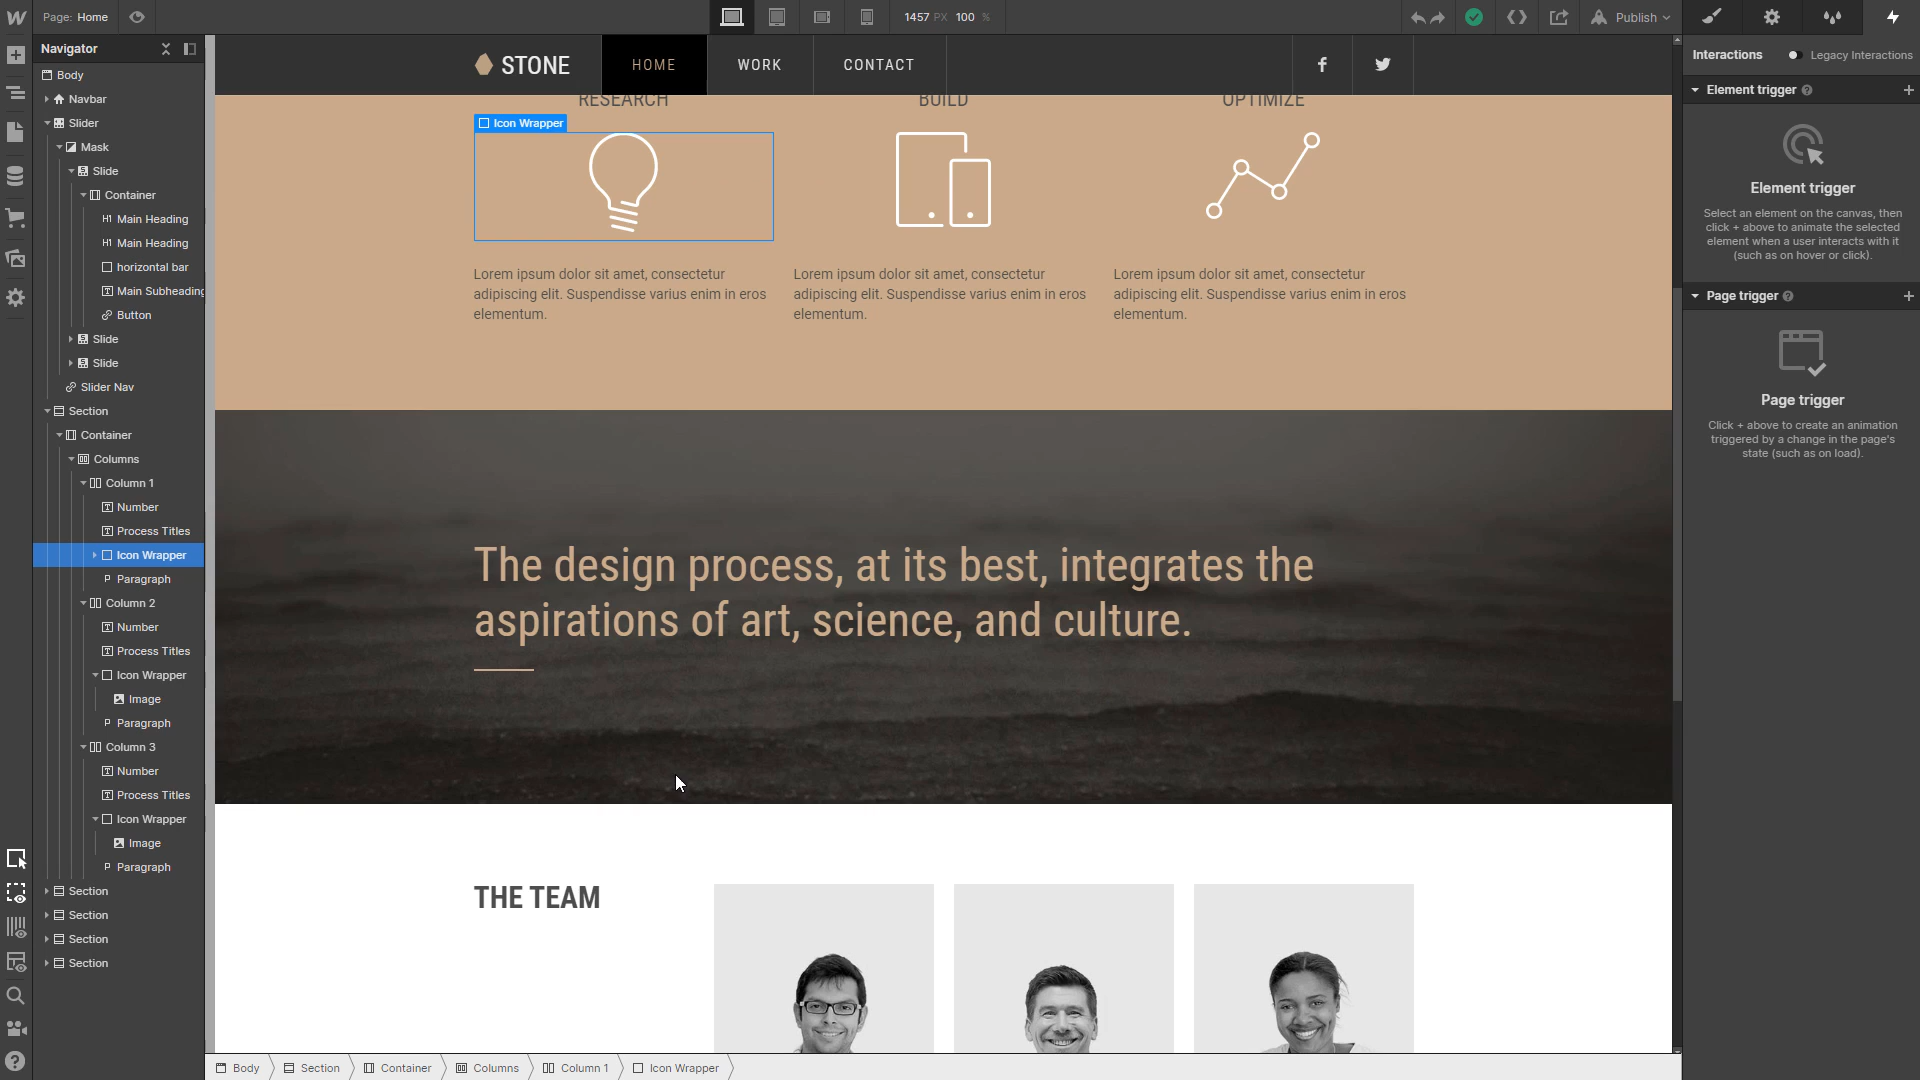 Page: Home
1457 PX 100 %
Publish
Navigator
Body
Navbar
Slider
Mask
Slide
Container
H1 Main Heading
H1 Main Heading
horizontal bar
Main Subheading
Button
Slide
Slide
Slider Nav
Section
Container
Columns
Column 1
Number
Process Titles
Icon Wrapper
P Paragraph
Column 2
Number
Process Titles
Icon Wrapper
Image
P Paragraph
Column 3
Number
Process Titles
Icon Wrapper
Image
P Paragraph
Section
Section
Section
Section
STONE
HOME
WORK
CONTACT
RESEARCH
BUILD
OPTIMIZE
Icon Wrapper
Lorem ipsum dolor sit amet, consectetur
adipiscing elit. Suspendisse varius enim in eros
elementum.
Lorem ipsum dolor sit amet, consectetur
adipiscing elit. Suspendisse varius enim in eros
elementum.
Lorem ipsum dolor sit amet, consectetur
adipiscing elit. Suspendisse varius enim in eros
elementum.
The design process, at its best, integrates the
aspirations of art, science, and culture.
THE TEAM
Body
Section
Container
Columns
Column 1
Icon Wrapper
Interactions
Legacy Interactions
Element trigger ?
Element trigger
Select an element on the canvas, then
click + above to animate the selected
element when a user interacts with it
(such as on hover or click).
Page trigger ?
Page trigger
Click + above to create an animation
triggered by a change in the page's
state (such as on load).